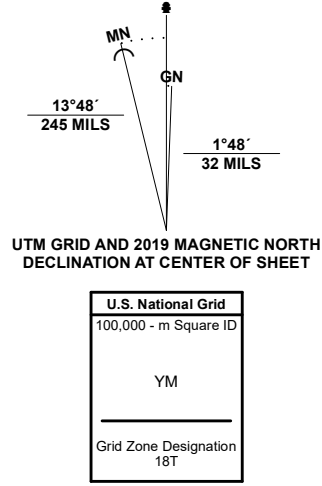 MN
GN
13°48´
245 MILS
1°48´
32 MILS
UTM GRID AND 2019 MAGNETIC NORTH
DECLINATION AT CENTER OF SHEET
U.S. National Grid
100,000 - m Square ID
YM
Grid Zone Designation
18T